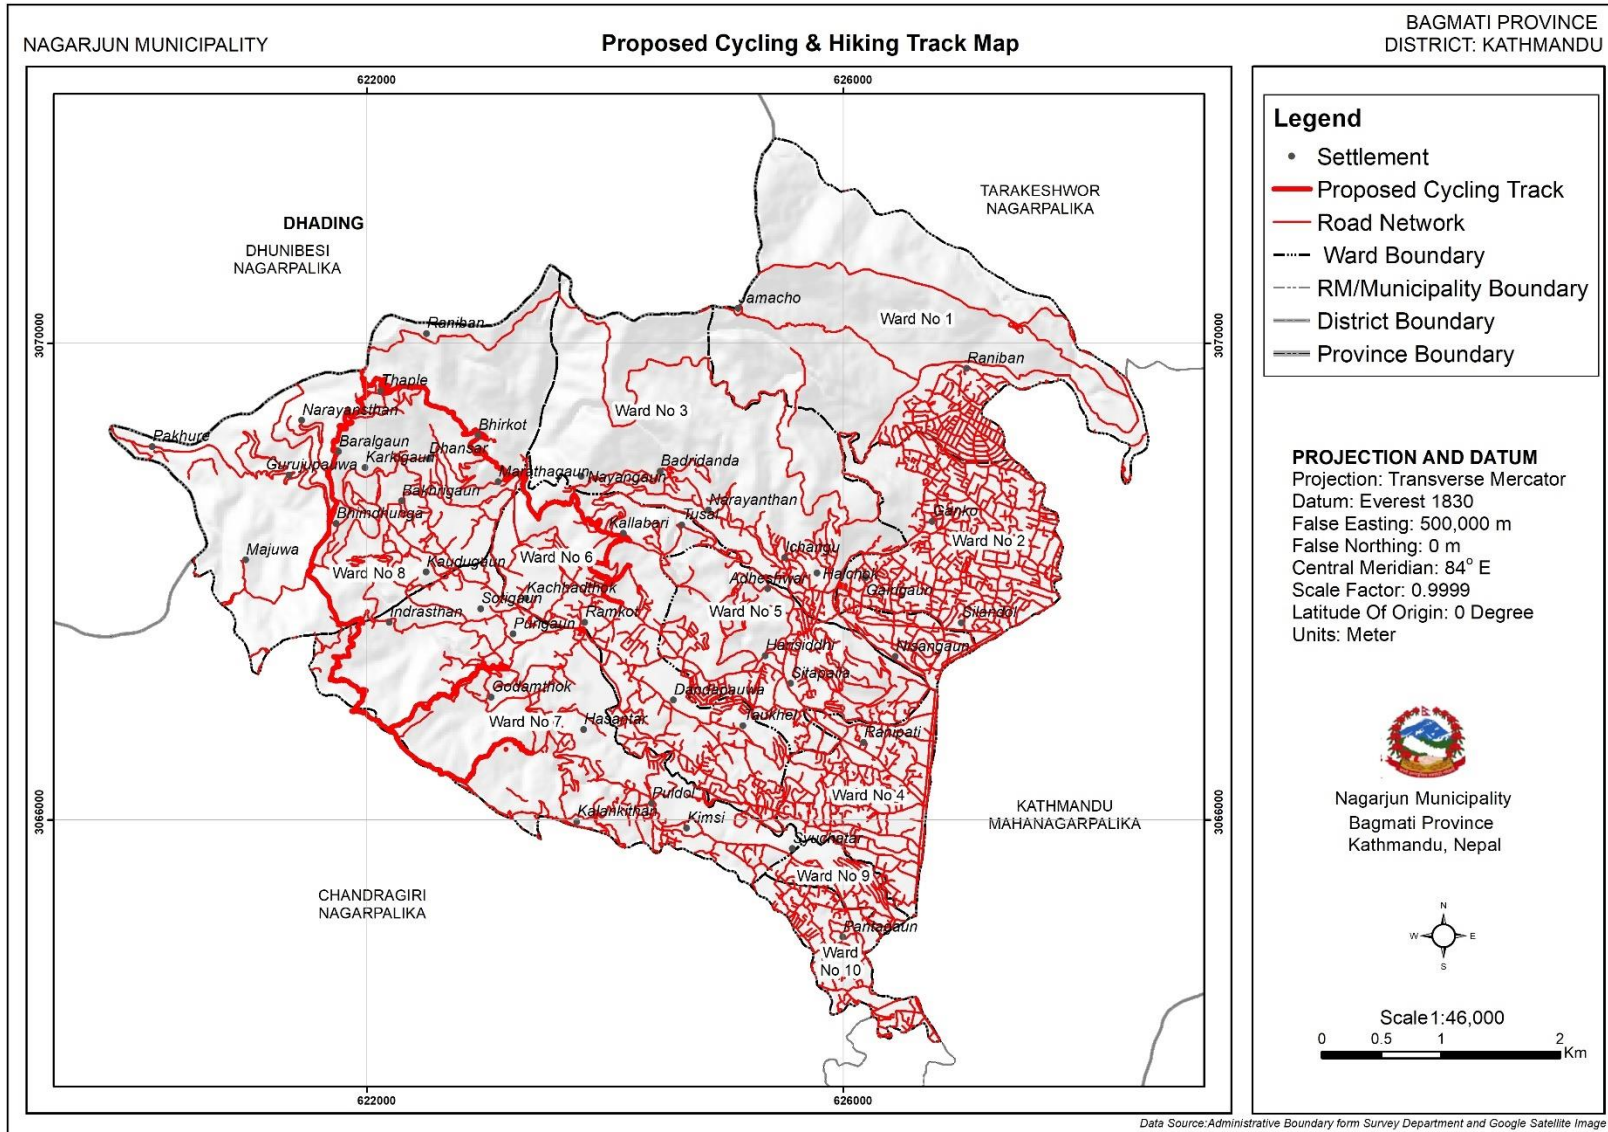 NAGARJUN MUNICIPALITY
Proposed Cycling & Hiking Track Map
BAGMATI PROVINCE
DISTRICT: KATHMANDU
622000
626000
TARAKESHWOR
NAGARPALIKA
DHADING
DHUNIBESI
NAGARPALIKA
Jamacho
Ward No 1
Raniban
3070000
3070000
Raniban
Thaple
Narayansthan
Ward No 3
Pakhure
Baralgaun
Bhirkot
Dhansar
Karkigaun
Gurujupauwa
Marathagaun
Nayangaun
Badridanda
Bakhrigaun
Narayanthan
Bhimdhunga
Kallabari
Tusal
Ganko
Ward No 2
Majuwa
Ward No 8
Kaudugaun
Ward No 6
Ichangu
Adheshwar
Halchok
Gairigaun
Kachhadthok
Sotigaun
Ward No 5
Indrasthan
Ramkot
Silandol
Pungaun
Harisiddhi
Nisangaun
Sitapaila
Godamthok
Dandapauwa
Ward No 7
Hasantar
Taukhel
Ranipati
Ward No 4
Puldol
Kalankithan
Kimsi
KATHMANDU
MAHANAGARPALIKA
3066000
3066000
Syuchatar
Ward No 9
CHANDRAGIRI
NAGARPALIKA
Pantagaun
Ward
No 10
622000
626000
Legend
Settlement
Proposed Cycling Track
Road Network
Ward Boundary
RM/Municipality Boundary
District Boundary
Province Boundary
PROJECTION AND DATUM
Projection: Transverse Mercator
Datum: Everest 1830
False Easting: 500,000 m
False Northing: 0 m
Central Meridian: 84° E
Scale Factor: 0.9999
Latitude Of Origin: 0 Degree
Units: Meter
Nagarjun Municipality
Bagmati Province
Kathmandu, Nepal
N
W E
S
Scale1:46,000
0 0.5 1 2
Km
Data Source:Administrative Boundary form Survey Department and Google Satellite Image